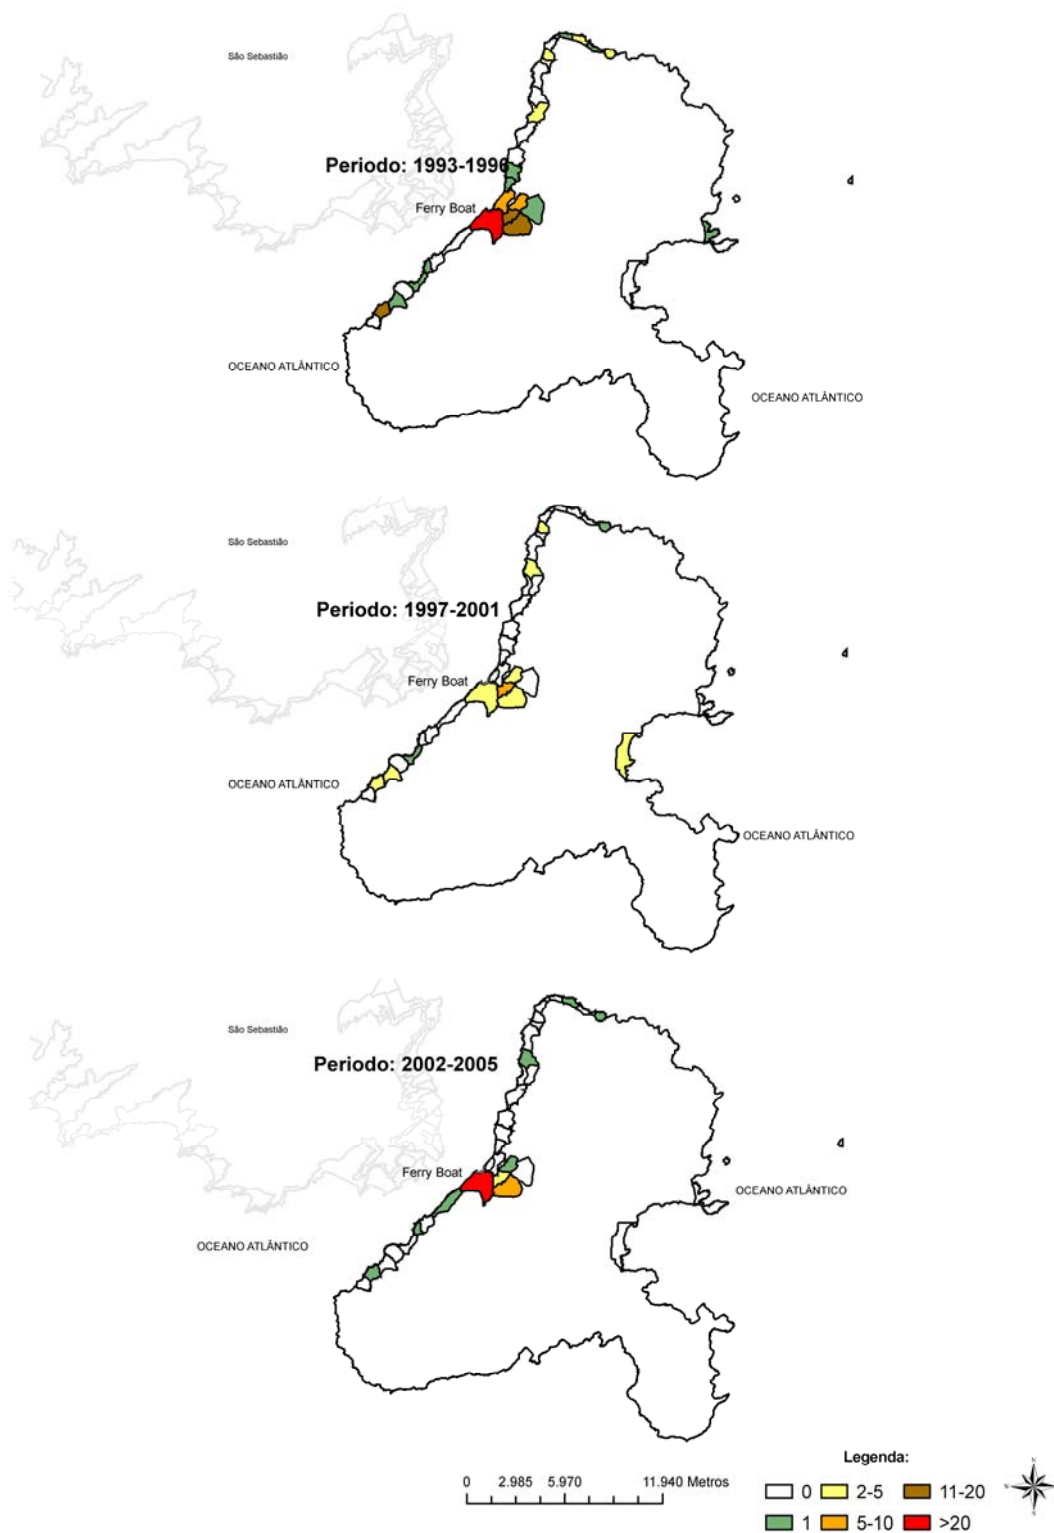 São Sebastião
Periodo: 1993-1996
Ferry Boat
OCEANO ATLÂNTICO
OCEANO ATLÂNTICO
São Sebastião
Periodo: 1997-2001
Ferry Boat
OCEANO ATLÂNTICO
OCEANO ATLÂNTICO
São Sebastião
Periodo: 2002-2005
Ferry Boat
OCEANO ATLÂNTICO
OCEANO ATLÂNTICO
Legenda:
0 2.985 5.970 11.940 Metros
0 2-5 11-20
1 5-10 >20